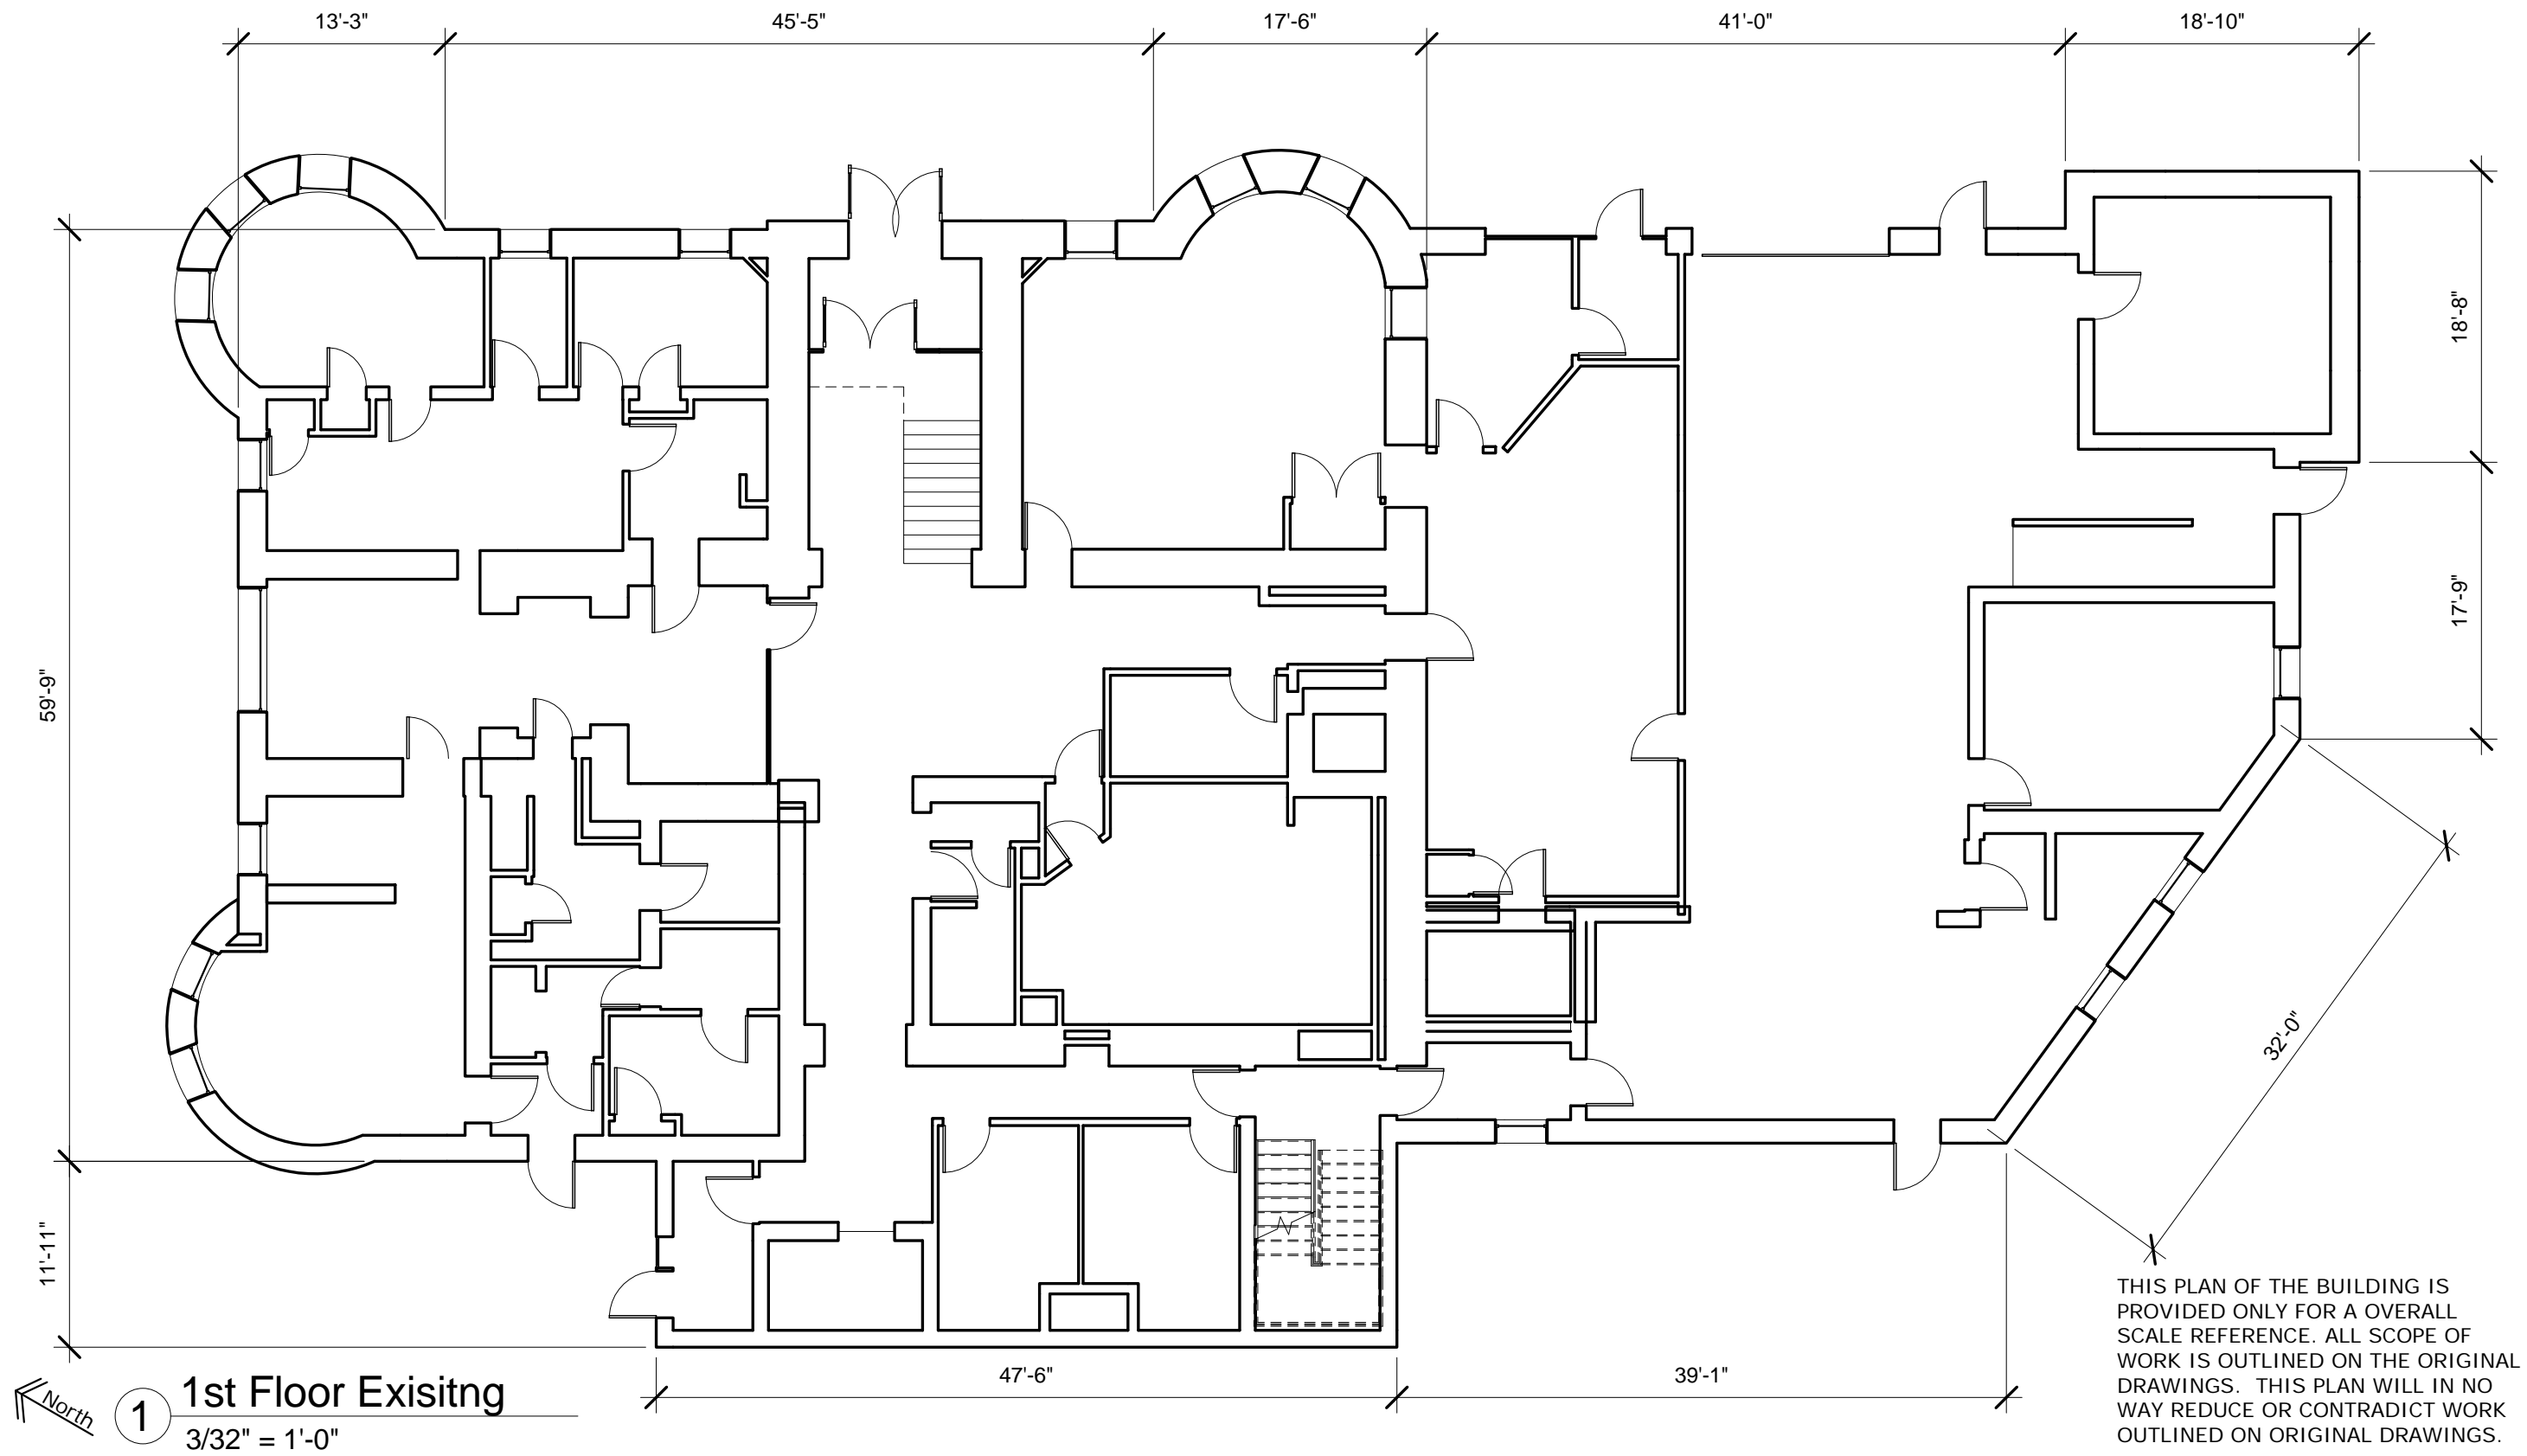 13'-3"
45'-5"
17'-6"
41'-0"
18'-10"
18'-8"
17'-9"
59'-9"
11'-11"
32'-0"
47'-6"
39'-1"
North
1
1st Floor Exisitng
3/32" = 1'-0"
THIS PLAN OF THE BUILDING IS
PROVIDED ONLY FOR A OVERALL
SCALE REFERENCE. ALL SCOPE OF
WORK IS OUTLINED ON THE ORIGINAL
DRAWINGS. THIS PLAN WILL IN NO
WAY REDUCE OR CONTRADICT WORK
OUTLINED ON ORIGINAL DRAWINGS.